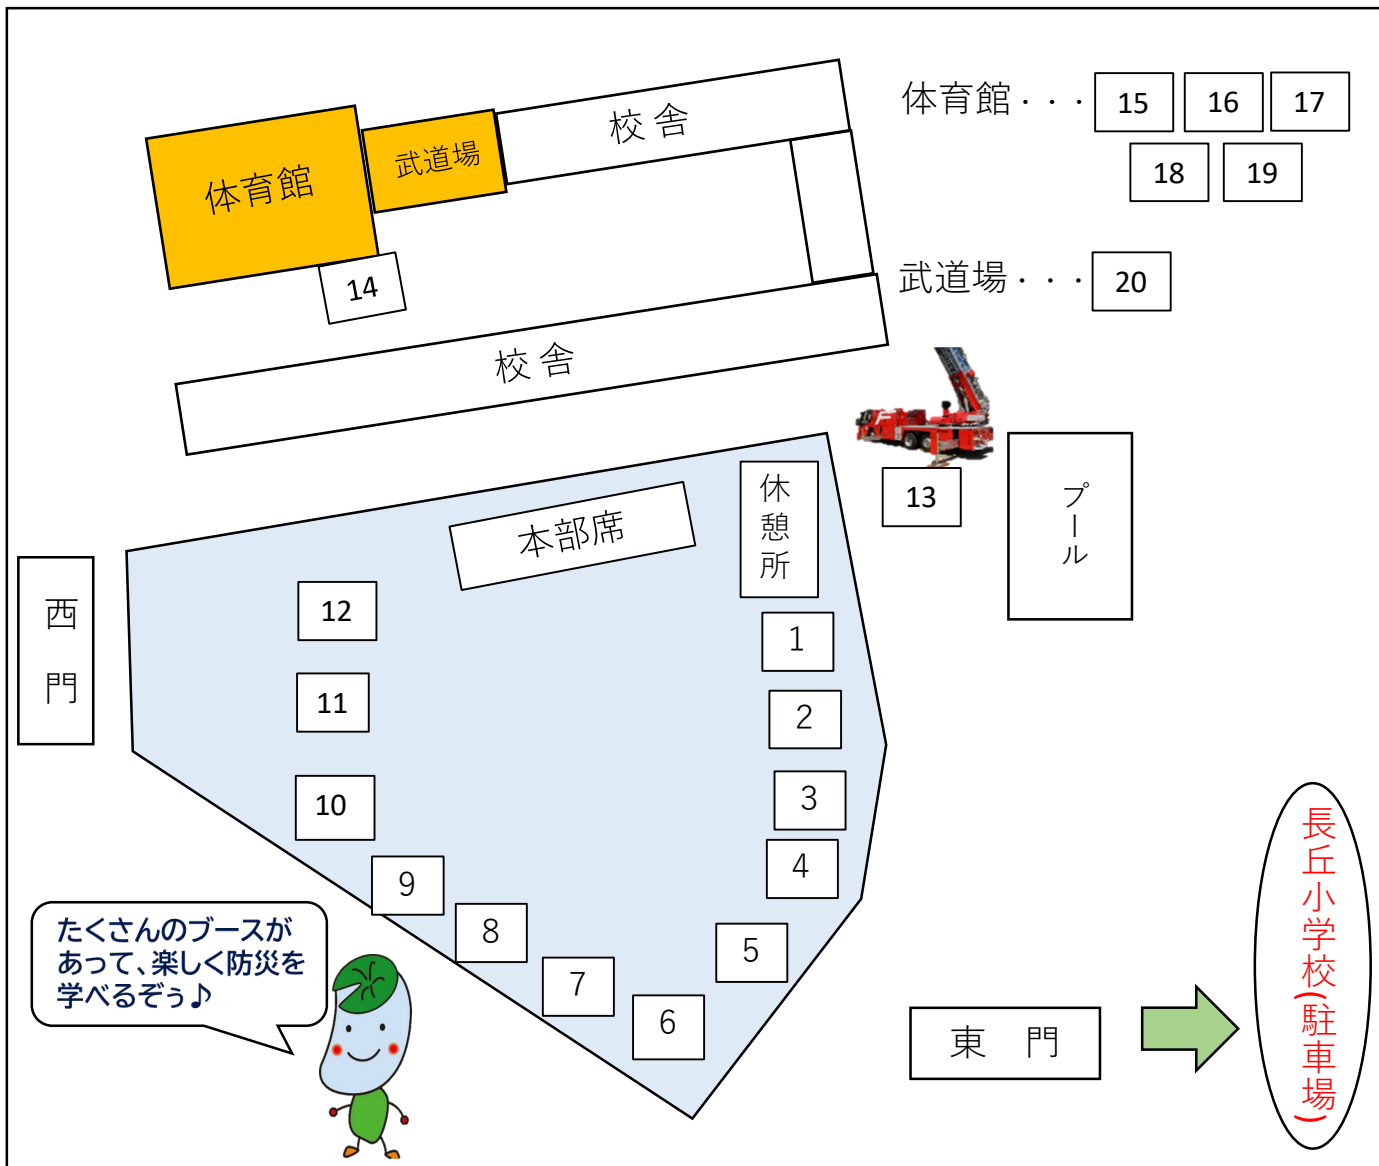 校舎
体育館・・・ 15 16 17
18 19
体育館
武道場
武道場・・・ 20
14
校舎
13
プール
休憩所
本部席
西門
12
11
10
9
8
7
6
5
4
3
2
1
たくさんのブースが
あって、楽しく防災を
学べるぞぅ♪
東 門
長丘小学校(駐車場)